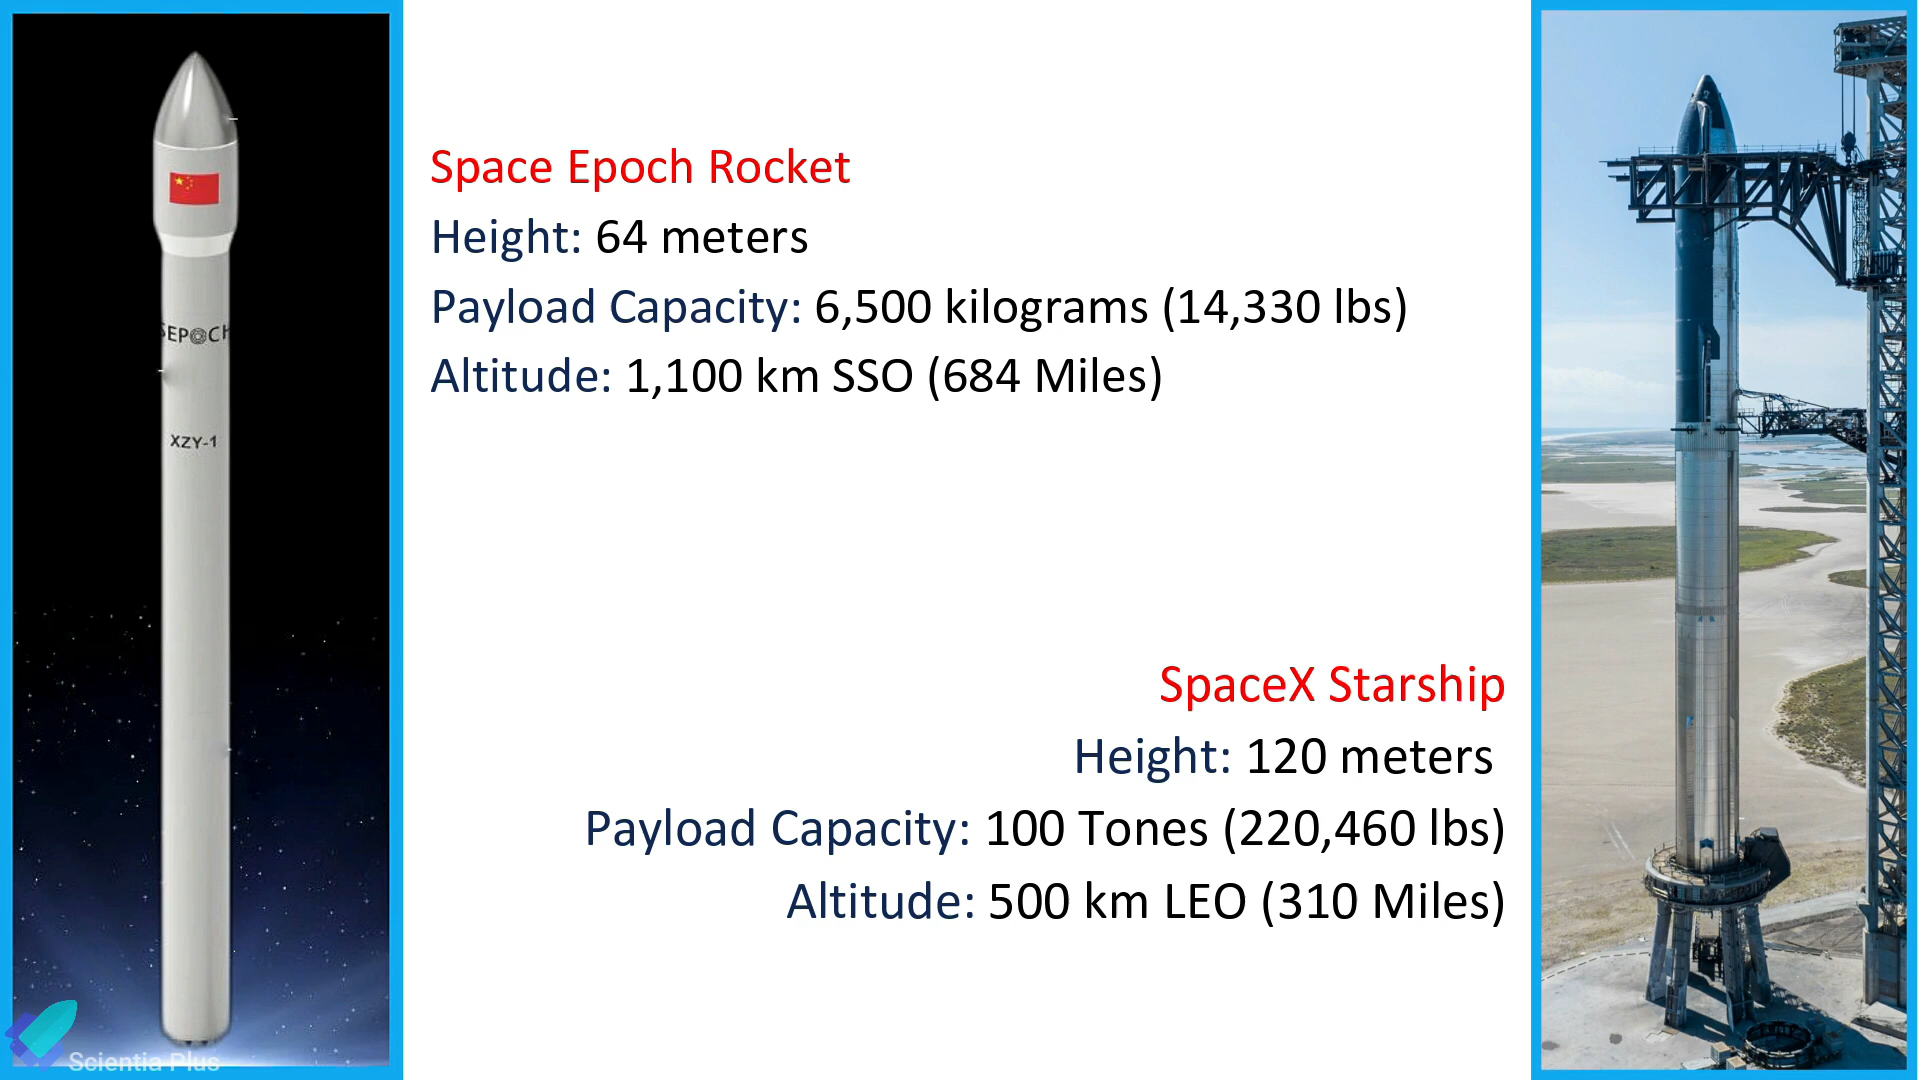 SEPOCH
XZY-1
Space Epoch Rocket
Height: 64 meters
Payload Capacity: 6,500 kilograms (14,330 lbs)
Altitude: 1,100 km SSO (684 Miles)
SpaceX Starship
Height: 120 meters
Payload Capacity: 100 Tones (220,460 lbs)
Altitude: 500 km LEO (310 Miles)
Scientia Plus